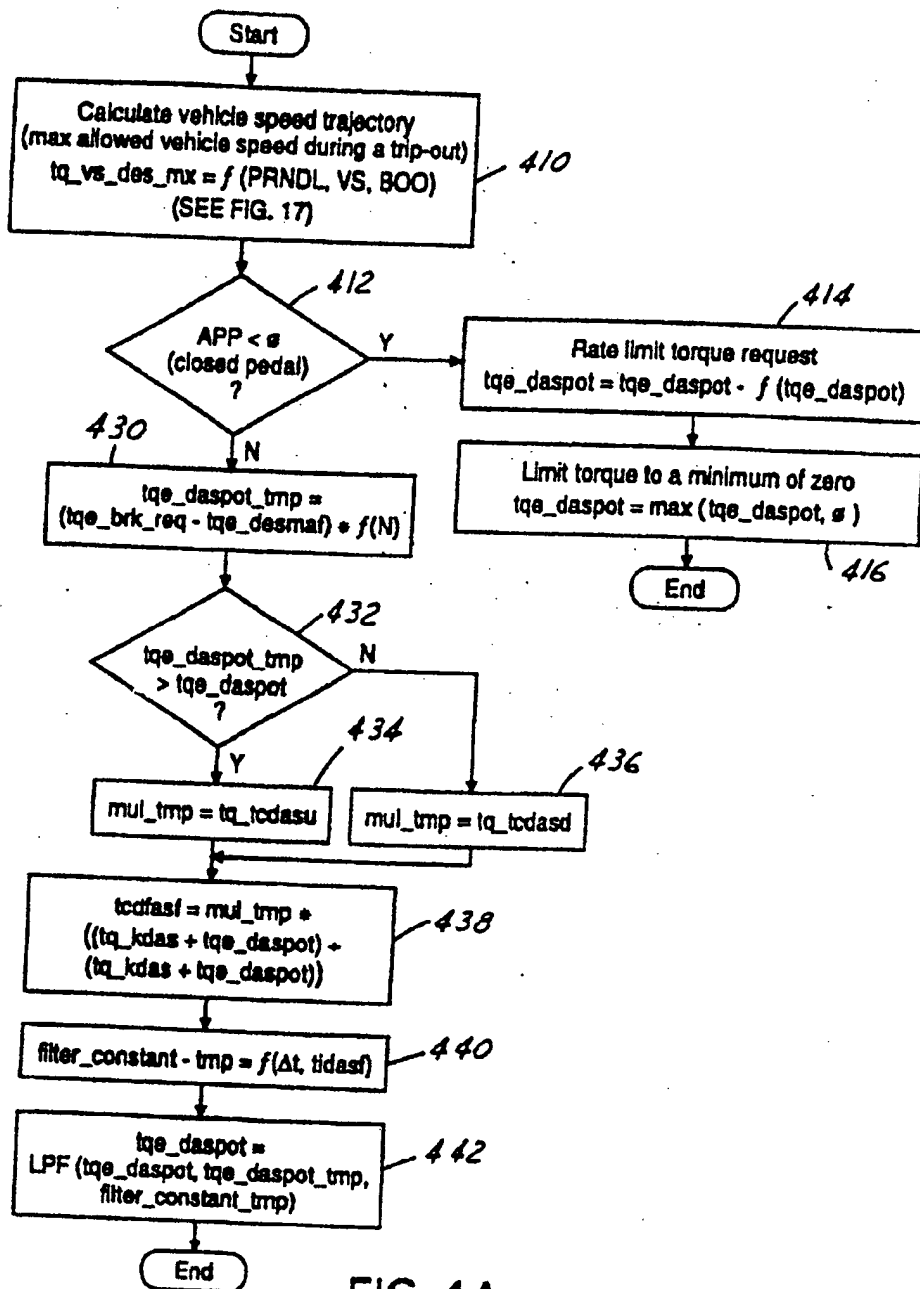 Start
Calculate vehicle speed trajectory
(max allowed vehicle speed during a trip-out)
tq_vs_des_mx = f (PRNDL, VS, BOO)
(SEE FIG. 17)
410
412
APP < ø
(closed pedal)
?
Y
N
414
Rate limit torque request
tqe_daspot = tqe_daspot - f (tqe_daspot)
Limit torque to a minimum of zero
tqe_daspot = max (tqe_daspot, ø )
416
End
430
tqe_daspot_tmp =
(tqe_brk_req - tqe_desmaf) * f(N)
432
tqe_daspot_tmp
> tqe_daspot
?
N
Y
434
mul_tmp = tq_tcdasu
436
mul_tmp = tq_tcdasd
tcdfasf = mul_tmp *
((tq_kdas + tqe_daspot) ÷
(tq_kdas + tqe_daspot))
438
filter_constant - tmp = f(Δt, tidasf)
440
tqe_daspot =
LPF (tqe_daspot, tqe_daspot_tmp,
filter_constant_tmp)
442
End
FIG. 4A